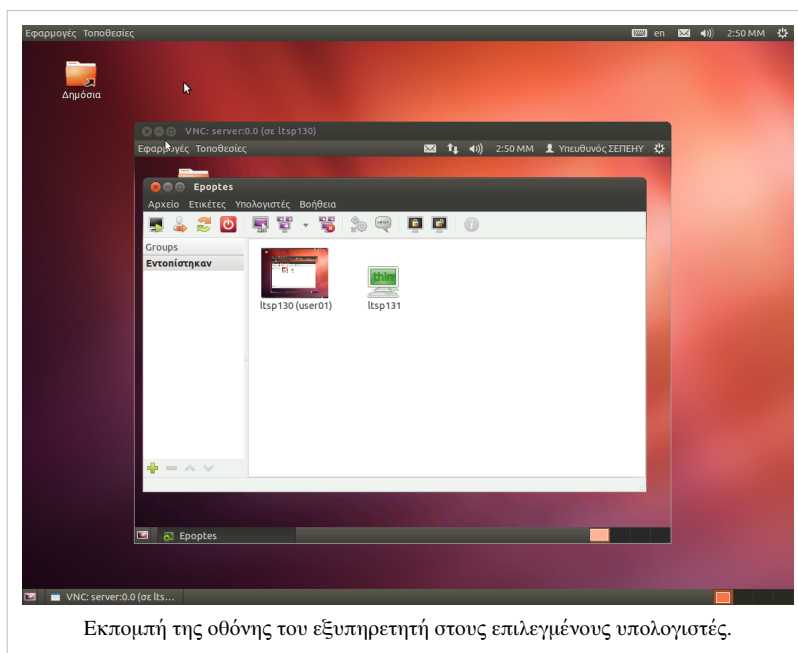 Εφαρμογές Τοποθεσίες en 2:50 ΜΜ
Δημόσια
VNC: server:0.0 (σε ltsp130)
Εφαρμογές Τοποθεσίες 2:50 ΜΜ Υπευθυνός ΣΕΠΕΗΥ
Epoptes
Αρχείο Ετικέτες Υπολογιστές Βοήθεια
Groups
Εντοπίστηκαν
thin
ltsp130 (user01) ltsp131
Epoptes
VNC: server:0.0 (σε lts...
Εκπομπή της οθόνης του εξυπηρετητή στους επιλεγμένους υπολογιστές.